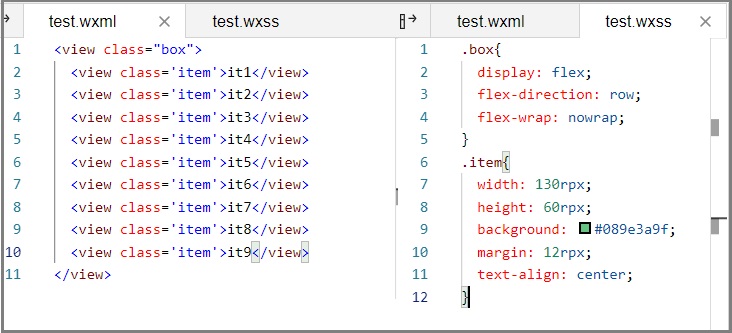 test.wxml test.wxss
1 <view class="box">
2 <view class='item'>it1</view>
3 <view class='item'>it2</view>
4 <view class='item'>it3</view>
5 <view class='item'>it4</view>
6 <view class='item'>it5</view>
7 <view class='item'>it6</view>
8 <view class='item'>it7</view>
9 <view class='item'>it8</view>
10 <view class='item'>it9</view>
11 </view>
test.wxml test.wxss
1 .box{
2 display: flex;
3 flex-direction: row;
4 flex-wrap: nowrap;
5 }
6 .item{
7 width: 130rpx;
8 height: 60rpx;
9 background: #089e3a9f;
10 margin: 12rpx;
11 text-align: center;
12 }